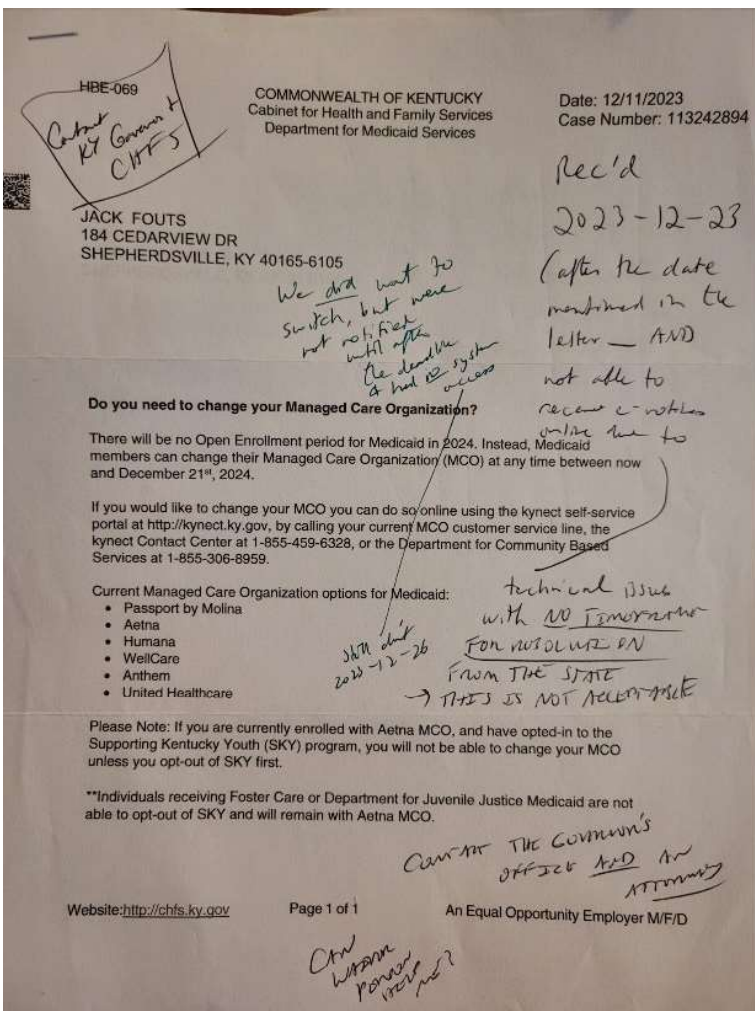 HBE-069
COMMONWEALTH OF KENTUCKY
Cabinet for Health and Family Services
Department for Medicaid Services
Date: 12/11/2023
Case Number: 113242894
Contact
KY Governor +
CHFS
Rec'd
2023-12-23
(after the date
mentioned in the
letter — AND
not able to
receive e-notices
online due to
JACK FOUTS
184 CEDARVIEW DR
SHEPHERDSVILLE, KY 40165-6105
We did want to
switch, but were
not notified
until after
the deadline
& had no system
access
Do you need to change your Managed Care Organization?
There will be no Open Enrollment period for Medicaid in 2024. Instead, Medicaid
members can change their Managed Care Organization (MCO) at any time between now
and December 21st, 2024.
If you would like to change your MCO you can do so online using the kynect self-service
portal at http://kynect.ky.gov, by calling your current MCO customer service line, the
kynect Contact Center at 1-855-459-6328, or the Department for Community Based
Services at 1-855-306-8959.
Current Managed Care Organization options for Medicaid:
• Passport by Molina
• Aetna
• Humana
• WellCare
• Anthem
• United Healthcare
still don't
2023-12-26
technical issue
with NO TIMEFRAME
FOR RESOLUTION
FROM THE STATE
→ THIS IS NOT ACCEPTABLE
Please Note: If you are currently enrolled with Aetna MCO, and have opted-in to the
Supporting Kentucky Youth (SKY) program, you will not be able to change your MCO
unless you opt-out of SKY first.
**Individuals receiving Foster Care or Department for Juvenile Justice Medicaid are not
able to opt-out of SKY and will remain with Aetna MCO.
CONTACT THE GOVERNOR'S
OFFICE AND AN
ATTORNEY
Website:http://chfs.ky.gov
Page 1 of 1
An Equal Opportunity Employer M/F/D
CAN
HELP
ME?